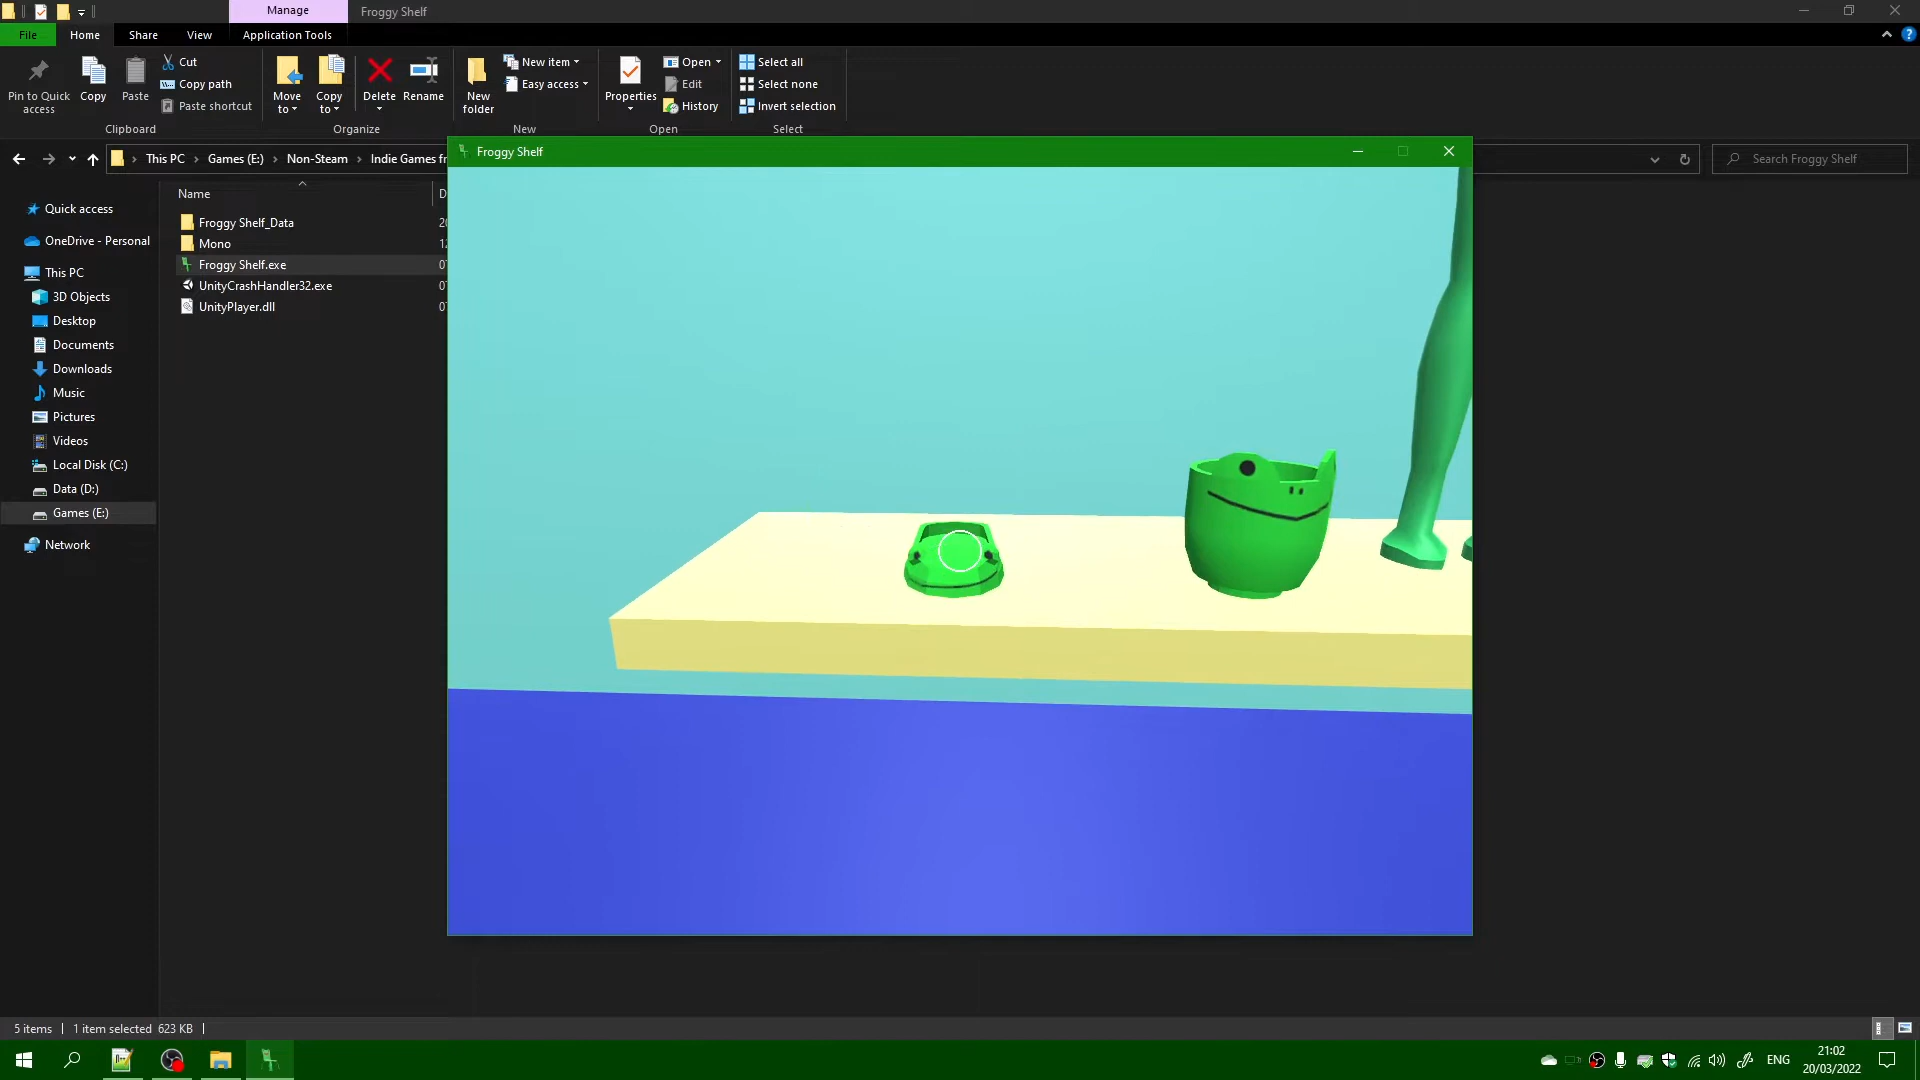 Manage
Froggy Shelf
File
Home
Share
View
Application Tools
Pin to Quick access
Copy
Paste
Cut
Copy path
Paste shortcut
Move to
Copy to
Delete
Rename
New folder
New item
Easy access
Properties
Open
Edit
History
Select all
Select none
Invert selection
Clipboard
Organize
New
Open
Select
This PC
Games (E:)
Non-Steam
Indie Games
Search Froggy Shelf
Froggy Shelf
Name
Quick access
OneDrive - Personal
This PC
3D Objects
Desktop
Documents
Downloads
Music
Pictures
Videos
Local Disk (C:)
Data (D:)
Games (E:)
Network
Froggy Shelf_Data
Mono
Froggy Shelf.exe
UnityCrashHandler32.exe
UnityPlayer.dll
5 items
1 item selected 623 KB
ENG
21:02
20/03/2022